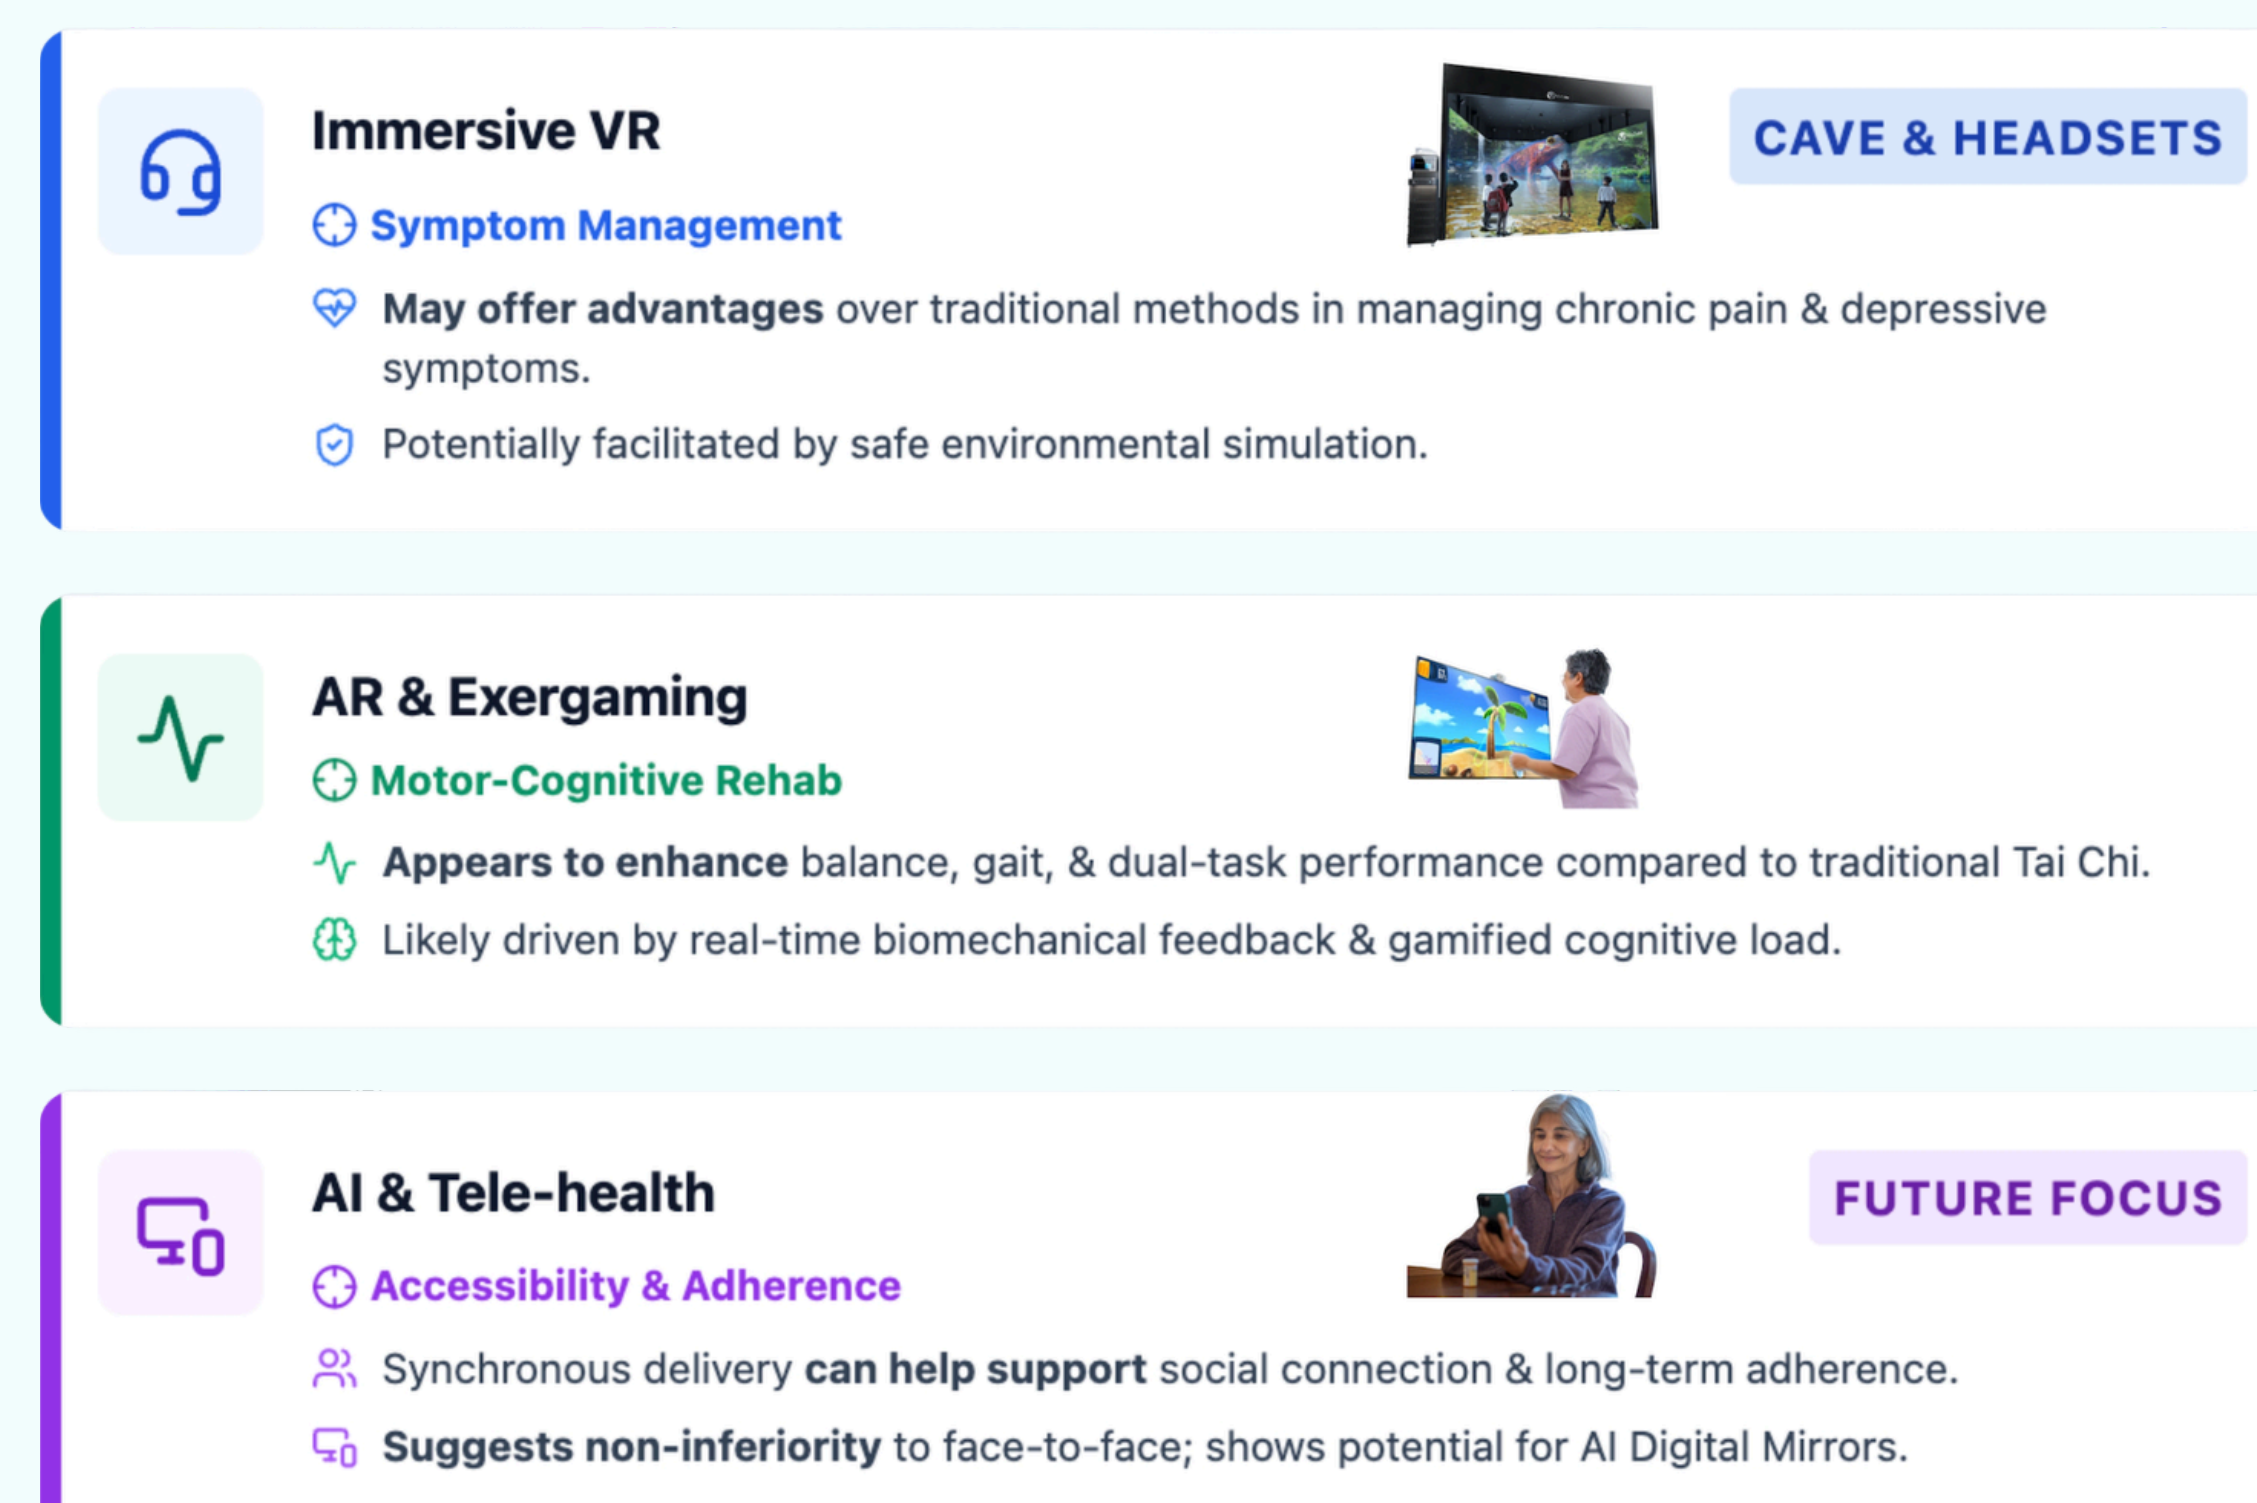 Immersive VR
CAVE & HEADSETS
Symptom Management
May offer advantages over traditional methods in managing chronic pain & depressive
symptoms.
Potentially facilitated by safe environmental simulation.
AR & Exergaming
Motor-Cognitive Rehab
Appears to enhance balance, gait, & dual-task performance compared to traditional Tai Chi.
Likely driven by real-time biomechanical feedback & gamified cognitive load.
AI & Tele-health
FUTURE FOCUS
Accessibility & Adherence
Synchronous delivery can help support social connection & long-term adherence.
Suggests non-inferiority to face-to-face; shows potential for AI Digital Mirrors.